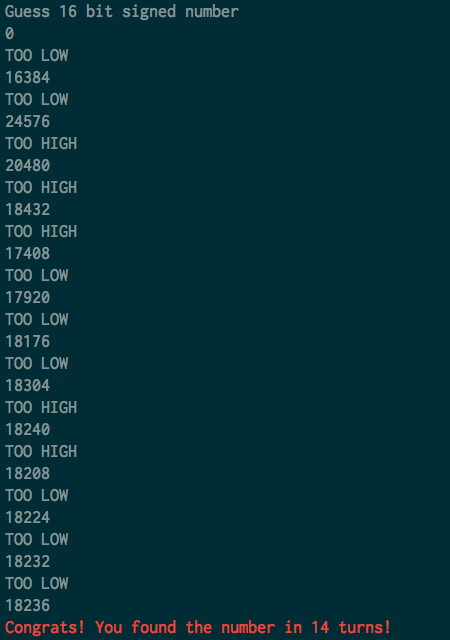 Guess 16 bit signed number
0
TOO LOW
16384
TOO LOW
24576
TOO HIGH
20480
TOO HIGH
18432
TOO HIGH
17408
TOO LOW
17920
TOO LOW
18176
TOO LOW
18304
TOO HIGH
18240
TOO HIGH
18208
TOO LOW
18224
TOO LOW
18232
TOO LOW
18236
Congrats! You found the number in 14 turns!